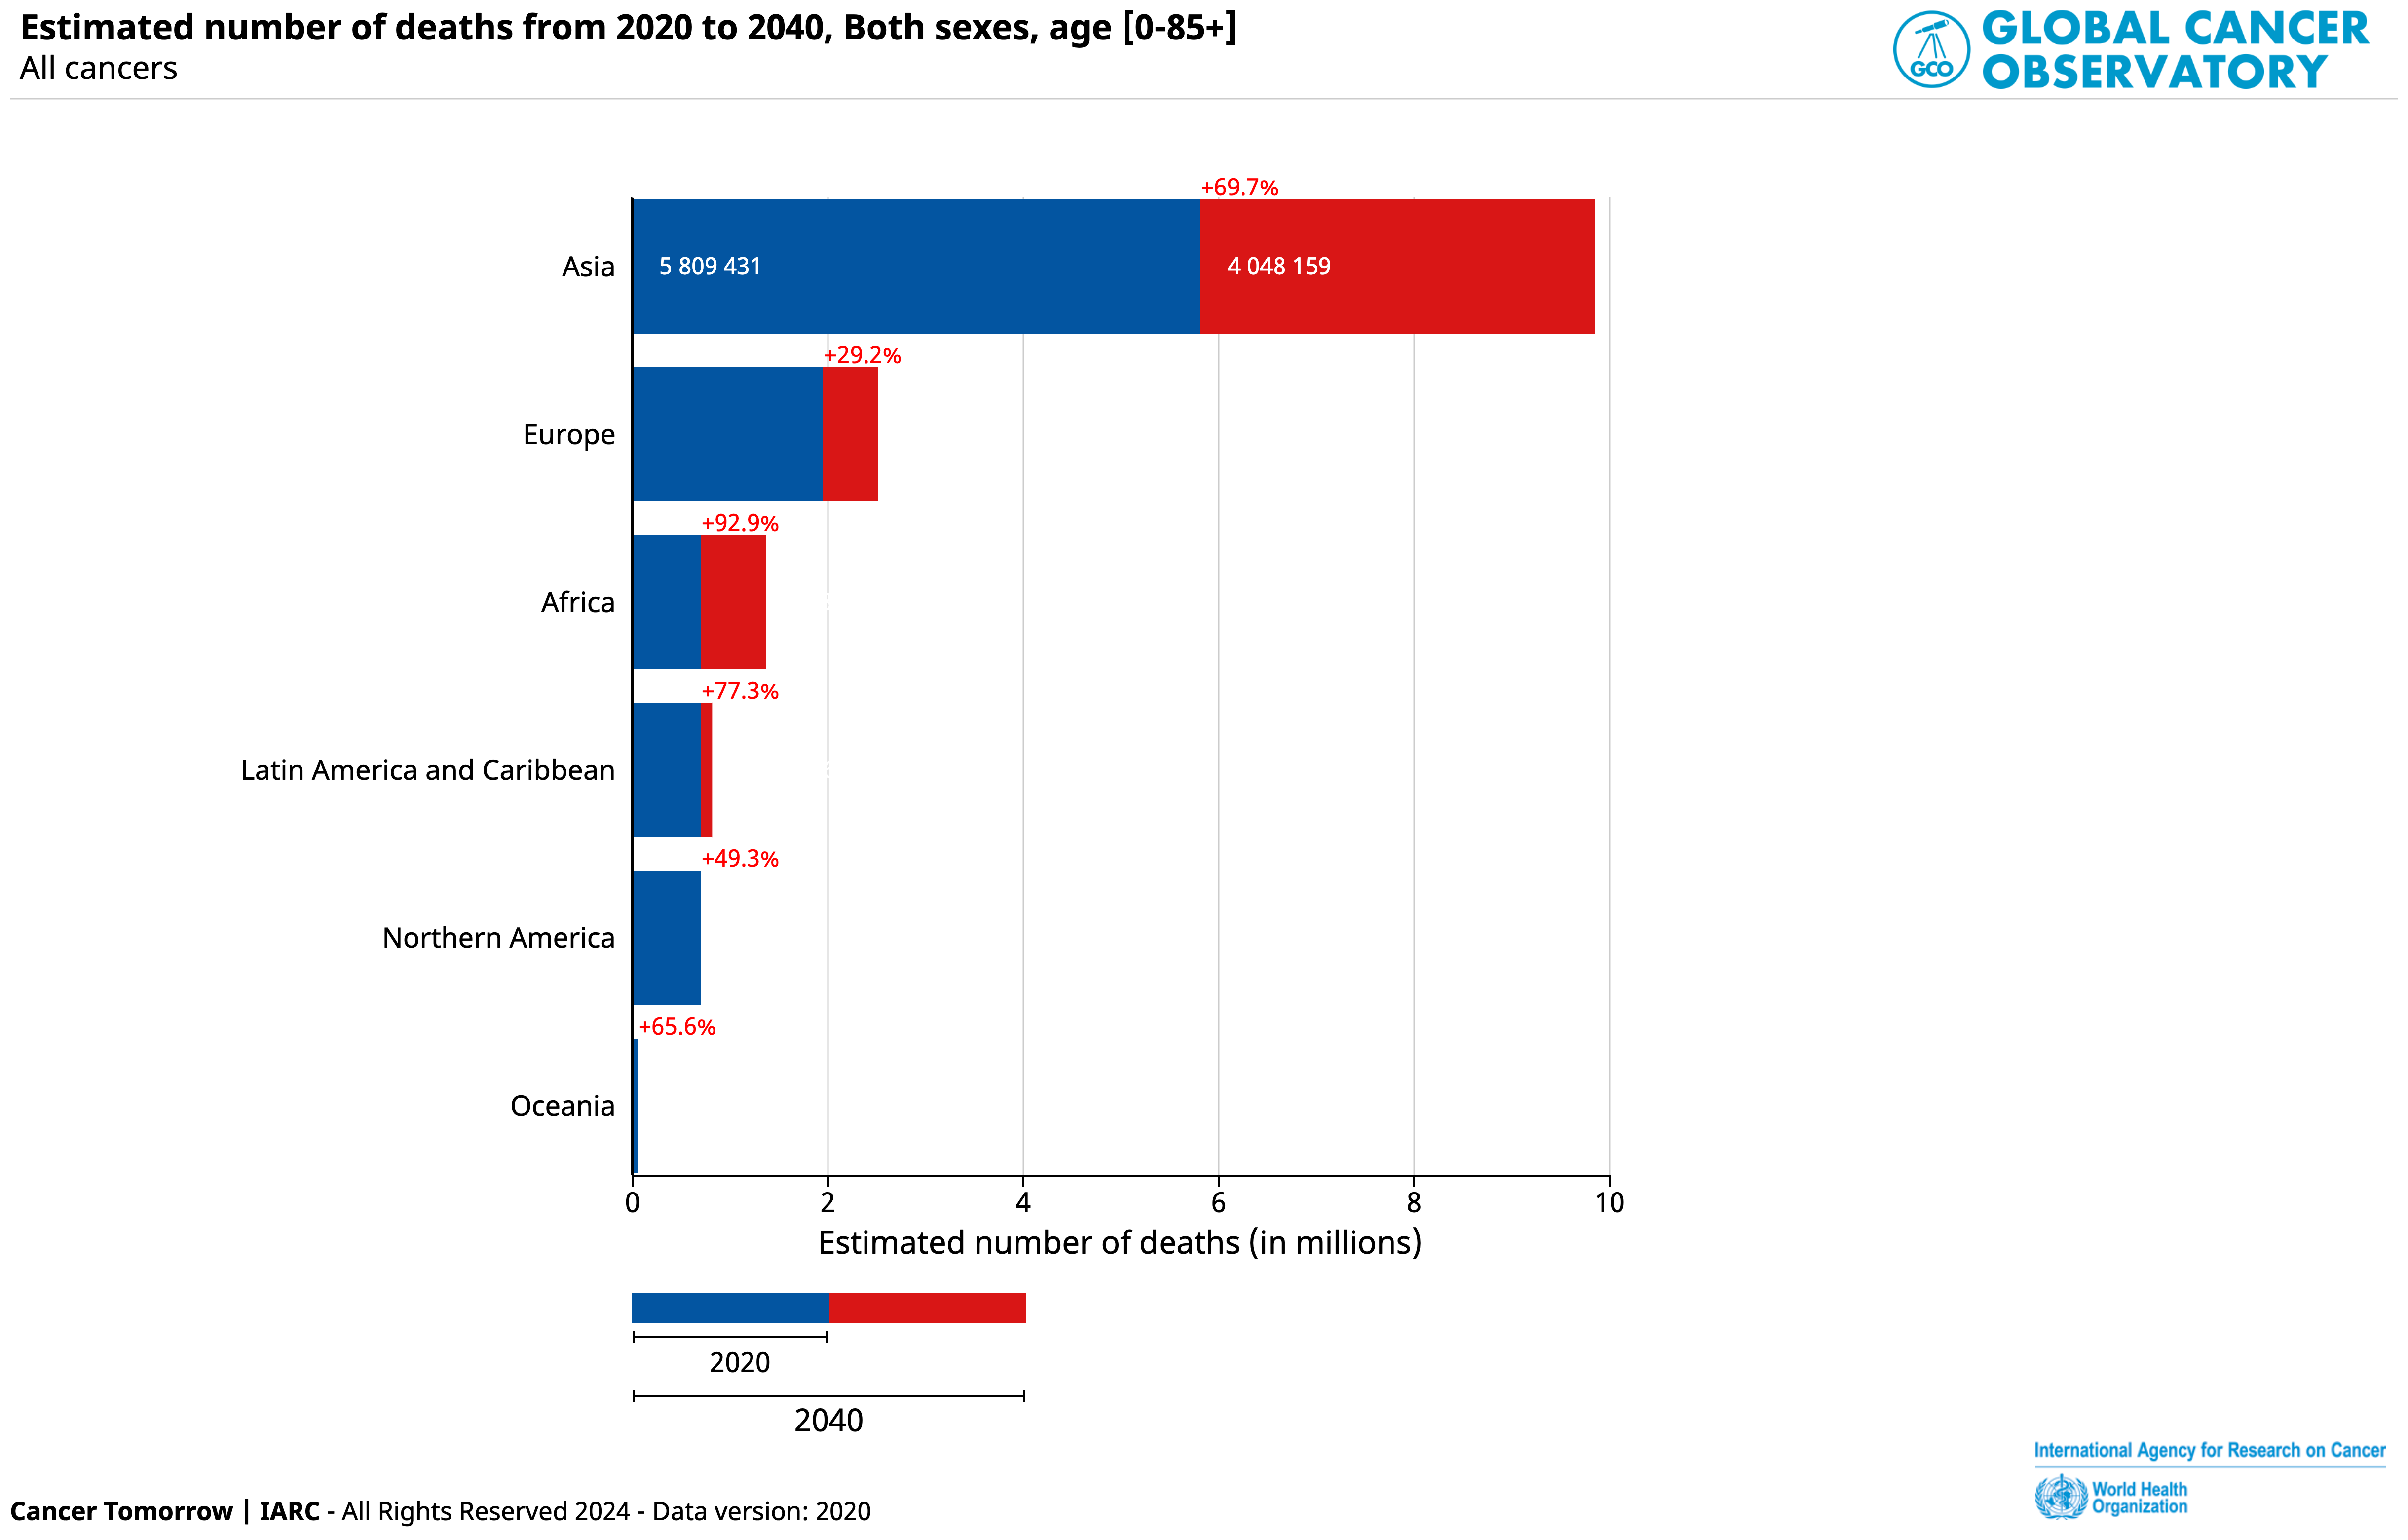 Estimated number of deaths from 2020 to 2040, Both sexes, age [0-85+]
All cancers
GCO
GLOBAL CANCER
OBSERVATORY
+69.7%
Asia
5 809 431
4 048 159
+29.2%
Europe
+92.9%
Africa
+77.3%
Latin America and Caribbean
+49.3%
Northern America
+65.6%
Oceania
0 2 4 6 8 10
Estimated number of deaths (in millions)
2020
2040
International Agency for Research on Cancer
World Health
Organization
Cancer Tomorrow | IARC - All Rights Reserved 2024 - Data version: 2020